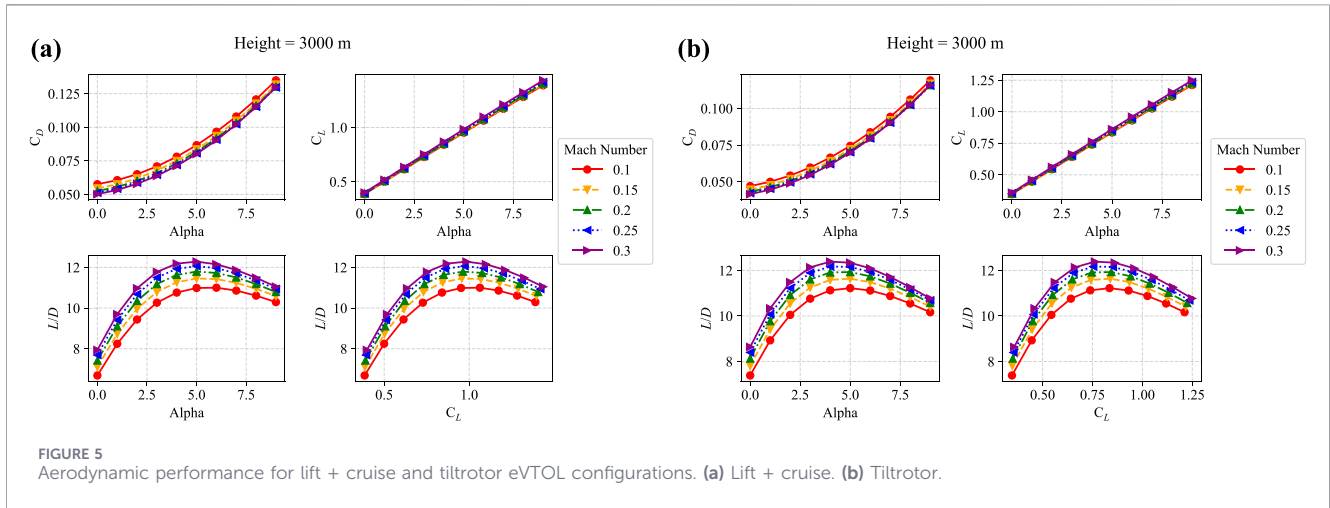 (a)
Height = 3000 m
0.125
0.100
0.075
0.050
C_D
0.0 2.5 5.0 7.5
Alpha
1.0
0.5
C_L
0.0 2.5 5.0 7.5
Alpha
12
10
8
L/D
0.0 2.5 5.0 7.5
Alpha
12
10
8
L/D
0.5 1.0
C_L
Mach Number
0.1
0.15
0.2
0.25
0.3
(b)
Height = 3000 m
0.100
0.075
0.050
C_D
0.0 2.5 5.0 7.5
Alpha
1.25
1.00
0.75
0.50
C_L
0.0 2.5 5.0 7.5
Alpha
12
10
8
L/D
0.0 2.5 5.0 7.5
Alpha
12
10
8
L/D
0.50 0.75 1.00 1.25
C_L
Mach Number
0.1
0.15
0.2
0.25
0.3
FIGURE 5
Aerodynamic performance for lift + cruise and tiltrotor eVTOL configurations. (a) Lift + cruise. (b) Tiltrotor.